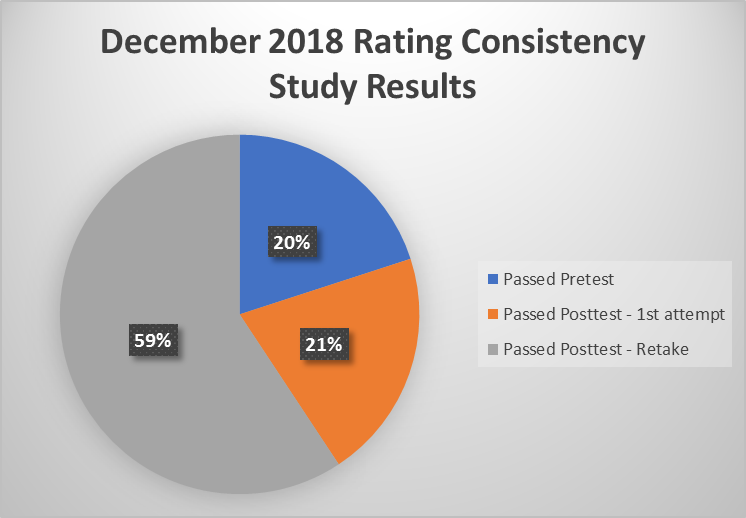 December 2018 Rating Consistency
Study Results
20%
21%
59%
Passed Pretest
Passed Posttest - 1st attempt
Passed Posttest - Retake